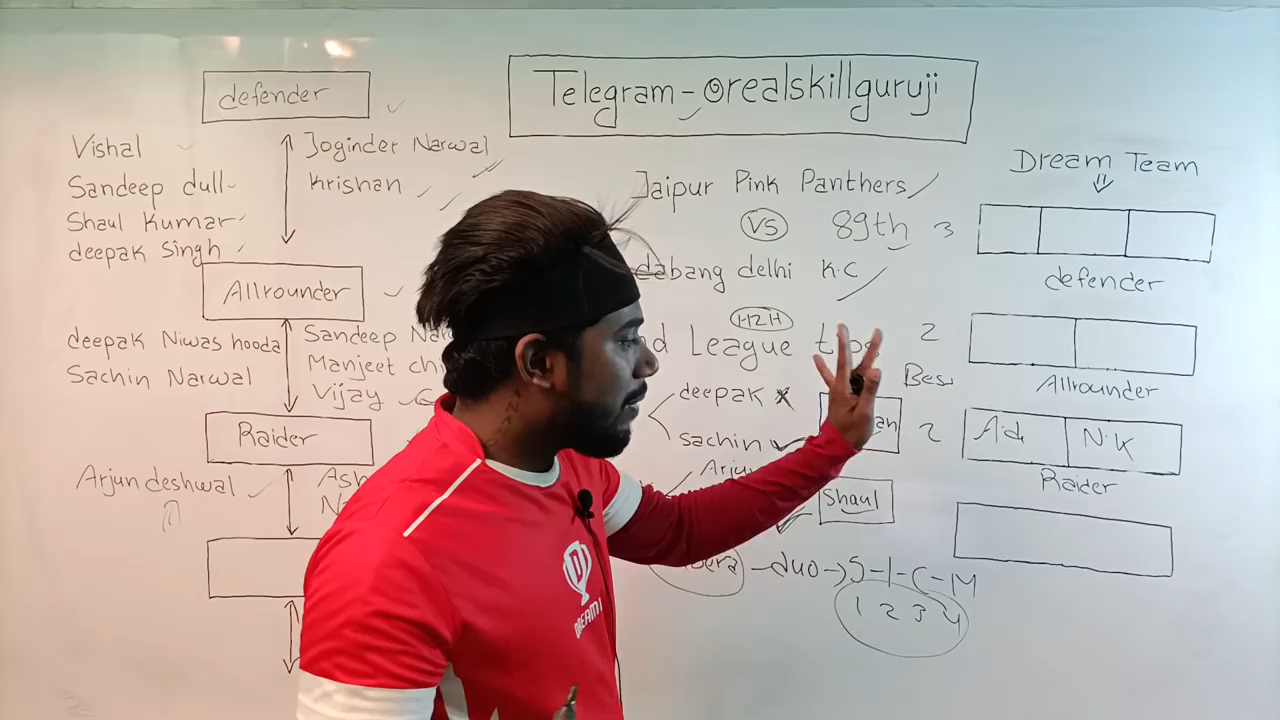 defender
Telegram-@realskillguruji
Vishal
Sandeep dull
Shaul Kumar
deepak Singh
Joginder Narwal
Krishan
Jaipur Pink Panthers
VS 89th
dabang delhi K.C
H2H
League
Dream Team
3
defender
2
Allrounder
2 A.d N.K
Raider
Allrounder
deepak Niwas hooda
Sachin Narwal
Sandeep
Manjeet
Vijay
Raider
Arjun deshwal
deepak x
Sachin
Shaul
duo → S-I-C-M
1 2 3 4
DREAM